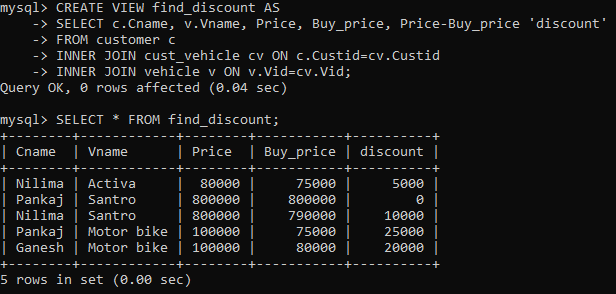 mysql> CREATE VIEW find_discount AS
    -> SELECT c.Cname, v.Vname, Price, Buy_price, Price-Buy_price 'discount'
    -> FROM customer c
    -> INNER JOIN cust_vehicle cv ON c.Custid=cv.Custid
    -> INNER JOIN vehicle v ON v.Vid=cv.Vid;
Query OK, 0 rows affected (0.04 sec)

mysql> SELECT * FROM find_discount;
+--------+------------+--------+-----------+----------+
| Cname  | Vname      | Price  | Buy_price | discount |
+--------+------------+--------+-----------+----------+
| Nilima | Activa     |  80000 |     75000 |     5000 |
| Pankaj | Santro     | 800000 |    800000 |        0 |
| Nilima | Santro     | 800000 |    790000 |    10000 |
| Pankaj | Motor bike | 100000 |     75000 |    25000 |
| Ganesh | Motor bike | 100000 |     80000 |    20000 |
+--------+------------+--------+-----------+----------+
5 rows in set (0.00 sec)